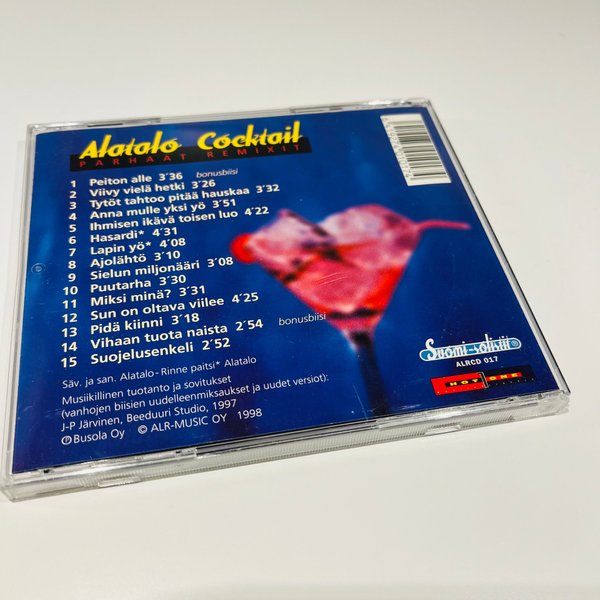 Alatalo Cocktail
PARHAAT REMIXIT
1 Peiton alle 3'36 bonusbiisi
2 Viivy vielä hetki 3'26
3 Tytöt tahtoo pitää hauskaa 3'32
4 Anna mulle yksi yö 3'51
5 Ihmisen ikävä toisen luo 4'22
6 Hasardi* 4'31
7 Lapin yö* 4'08
8 Ajolähtö 3'10
9 Sielun miljonääri 3'08
10 Puutarha 3'30
11 Miksi minä? 3'31
12 Sun on oltava viilee 4'25
13 Pidä kiinni 3'18
14 Vihaan tuota naista 2'54 bonusbiisi
15 Suojelusenkeli 2'52
Säv. ja san. Alatalo-Rinne paitsi* Alatalo
Musiikillinen tuotanto ja sovitukset
(vanhojen biisien uudelleenmiksaukset ja uudet versiot):
J-P Järvinen, Beeduuri Studio, 1997
℗ Busola Oy © ALR-MUSIC OY 1998
Suomi-solisti ®
ALRCD 017
HOT ONE